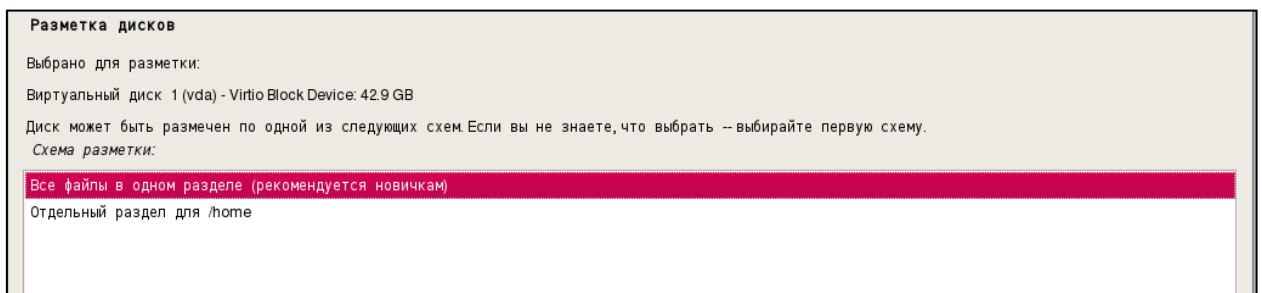 Разметка дисков
Выбрано для разметки:
Виртуальный диск 1 (vda) - Virtio Block Device: 42.9 GB
Диск может быть размечен по одной из следующих схем. Если вы не знаете, что выбрать -- выбирайте первую схему.
Схема разметки:
Все файлы в одном разделе (рекомендуется новичкам)
Отдельный раздел для /home